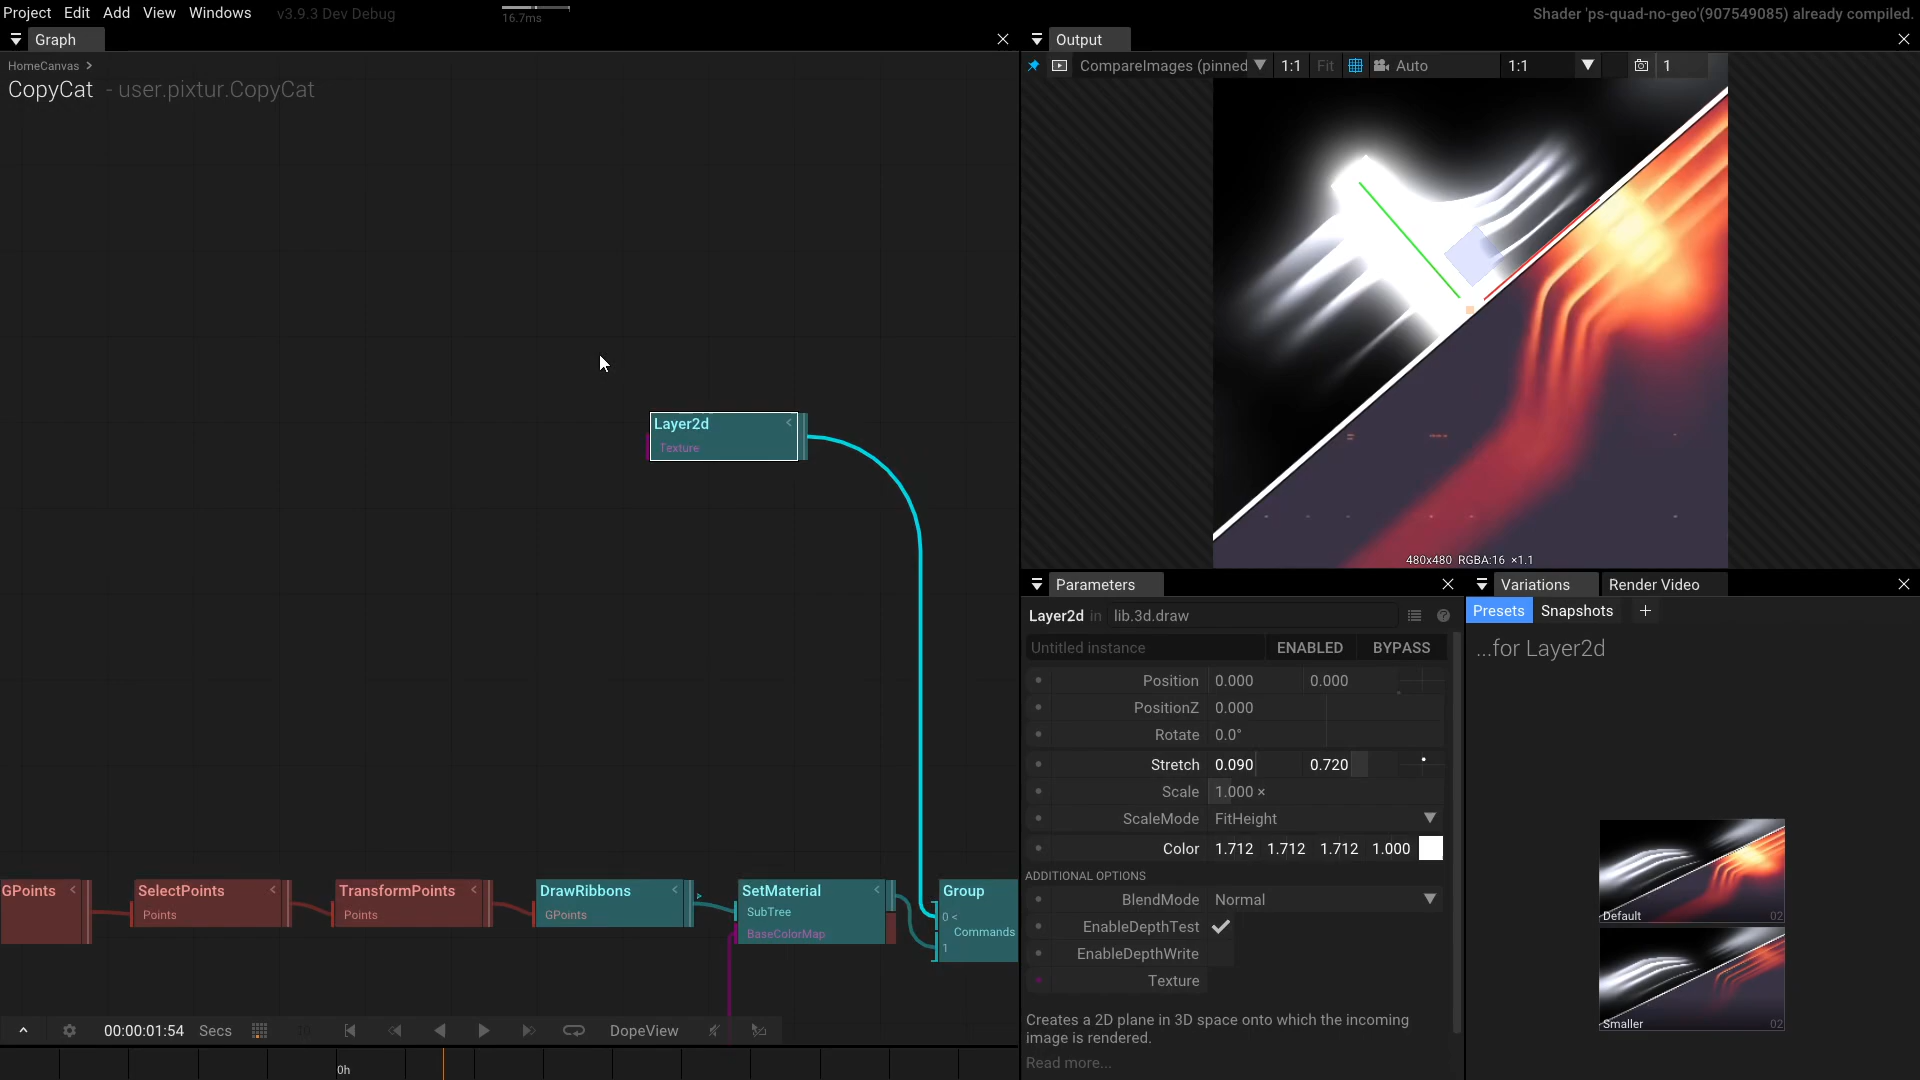 Project Edit Add View Windows v3.9.3 Dev Debug 16.7ms Shader 'ps-quad-no-geo'(907549085) already compiled.
Graph
HomeCanvas >
CopyCat - user.pixtur.CopyCat
Layer2d <
Texture
GPoints <
SelectPoints <
Points
TransformPoints <
Points
DrawRibbons <
GPoints
SetMaterial <
SubTree
BaseColorMap
Group
0 <
Commands
1
00:00:01:54 Secs DopeView
0h
Output
CompareImages (pinned 1:1 Fit Auto 1:1 1
480x480 RGBA:16 ×1.1
Parameters
Layer2d in lib.3d.draw
Untitled instance ENABLED BYPASS
Position 0.000 0.000
PositionZ 0.000
Rotate 0.0°
Stretch 0.090 0.720
Scale 1.000 ×
ScaleMode FitHeight
Color 1.712 1.712 1.712 1.000
ADDITIONAL OPTIONS
BlendMode Normal
EnableDepthTest
EnableDepthWrite
Texture
Creates a 2D plane in 3D space onto which the incoming
image is rendered.
Read more...
Variations Render Video
Presets Snapshots +
...for Layer2d
Default 02
Smaller 02